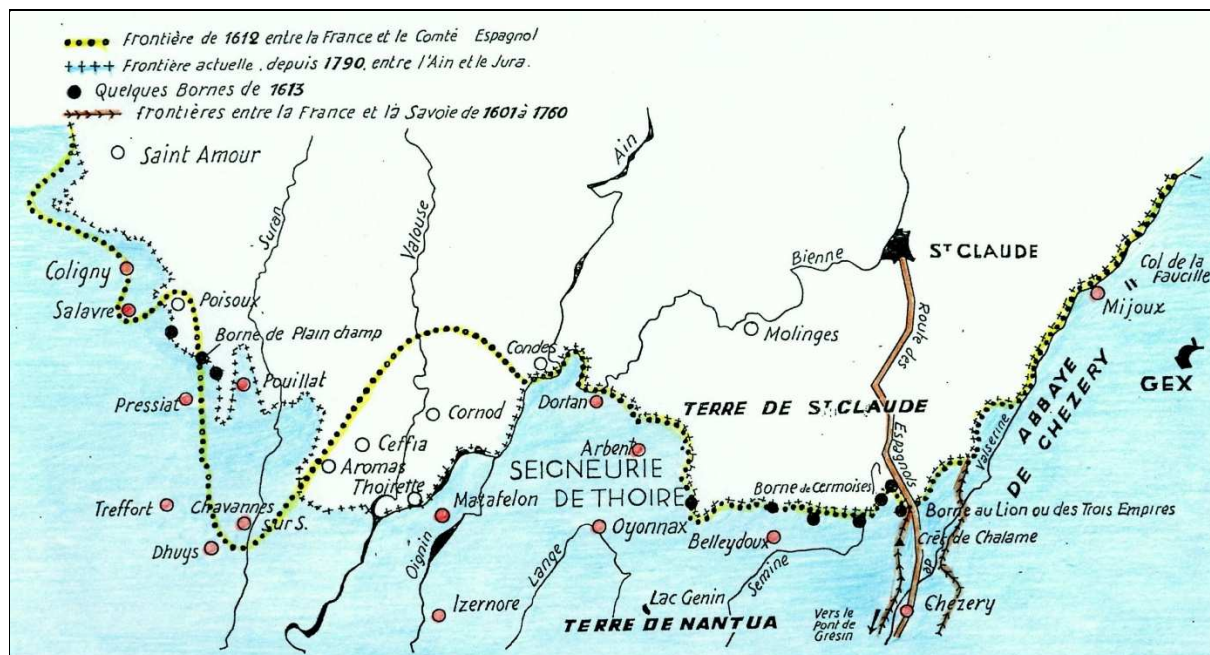 Frontière de 1612 entre la France et le Comté Espagnol
Frontière actuelle, depuis 1790, entre l'Ain et le Jura.
Quelques Bornes de 1613
frontières entre la France et la Savoie de 1601 à 1760
Saint Amour
Suran
Valouse
Ain
Bienne
ST CLAUDE
Col de la
Faucille
Mijoux
Coligny
Salavre
Poisoux
Borne de Plain champ
Pouillat
Pressiat
Condes
Molinges
Route des
Espagnols
GEX
ABBAYE
DE CHEZERY
Valserine
Cornod
Ceffia
Aromas
Thoirette
Dortan
TERRE DE ST CLAUDE
Arbent
SEIGNEURIE
DE THOIRE
Matafelon
Borne de Cermoises
Borne au Lion ou des Trois Empires
Crêt de Chalame
Treffort
Chavannes
sur S.
Dhuys
Oignin
Lange
Oyonnax
Belleydoux
Semine
Izernore
Lac Genin
TERRE DE NANTUA
Vers le
Pont de
Grésin
Chézery